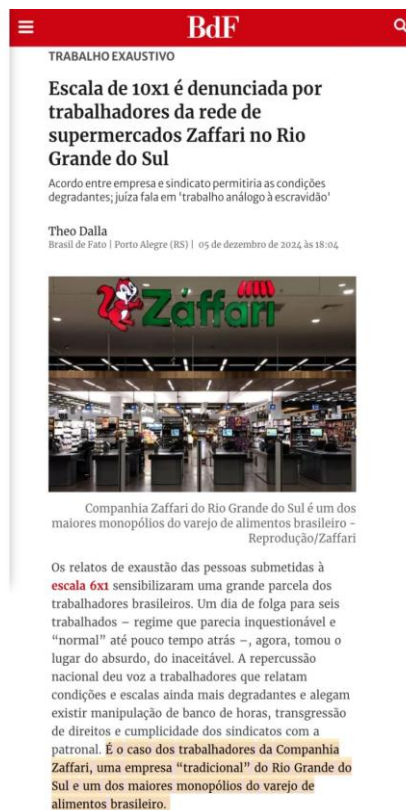 BdF
TRABALHO EXAUSTIVO
Escala de 10x1 é denunciada por
trabalhadores da rede de
supermercados Zaffari no Rio
Grande do Sul
Acordo entre empresa e sindicato permitiria as condições
degradantes; juíza fala em 'trabalho análogo à escravidão'
Theo Dalla
Brasil de Fato | Porto Alegre (RS) | 05 de dezembro de 2024 às 18:04
Zaffari
Companhia Zaffari do Rio Grande do Sul é um dos
maiores monopólios do varejo de alimentos brasileiro -
Reprodução/Zaffari
Os relatos de exaustão das pessoas submetidas à
escala 6x1 sensibilizaram uma grande parcela dos
trabalhadores brasileiros. Um dia de folga para seis
trabalhados – regime que parecia inquestionável e
“normal” até pouco tempo atrás –, agora, tomou o
lugar do absurdo, do inaceitável. A repercussão
nacional deu voz a trabalhadores que relatam
condições e escalas ainda mais degradantes e alegam
existir manipulação de banco de horas, transgressão
de direitos e cumplicidade dos sindicatos com a
patronal. É o caso dos trabalhadores da Companhia
Zaffari, uma empresa “tradicional” do Rio Grande do
Sul e um dos maiores monopólios do varejo de
alimentos brasileiro.